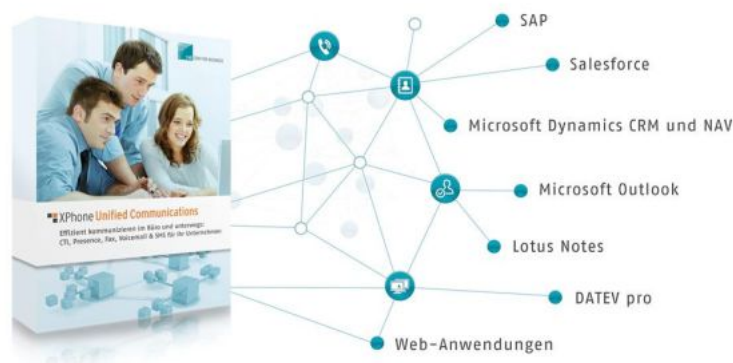 SAP
Salesforce
Microsoft Dynamics CRM und NAV
Microsoft Outlook
Lotus Notes
DATEV pro
Web-Anwendungen
XPhone Unified Communications
Effizient kommunizieren im Büro und unterwegs:
CTI, Presence, Fax, Voicemail & SMS für Ihr Unternehmen